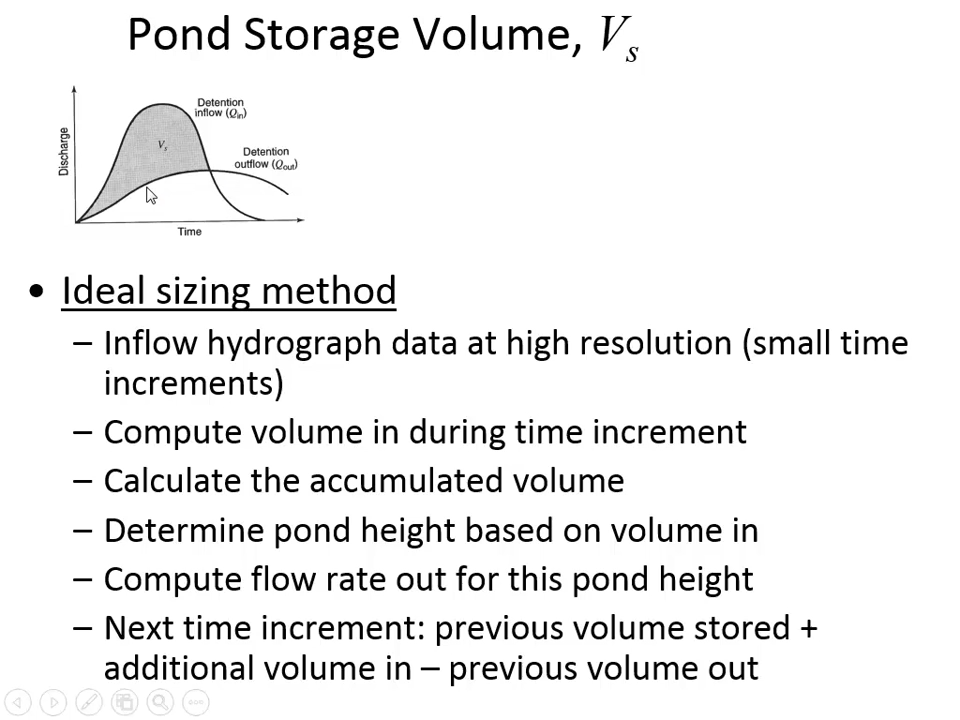 Pond Storage Volume, Vs
Detention
inflow (Qin)
Vs
Detention
outflow (Qout)
Discharge
Time
• Ideal sizing method
– Inflow hydrograph data at high resolution (small time
increments)
– Compute volume in during time increment
– Calculate the accumulated volume
– Determine pond height based on volume in
– Compute flow rate out for this pond height
– Next time increment: previous volume stored +
additional volume in – previous volume out